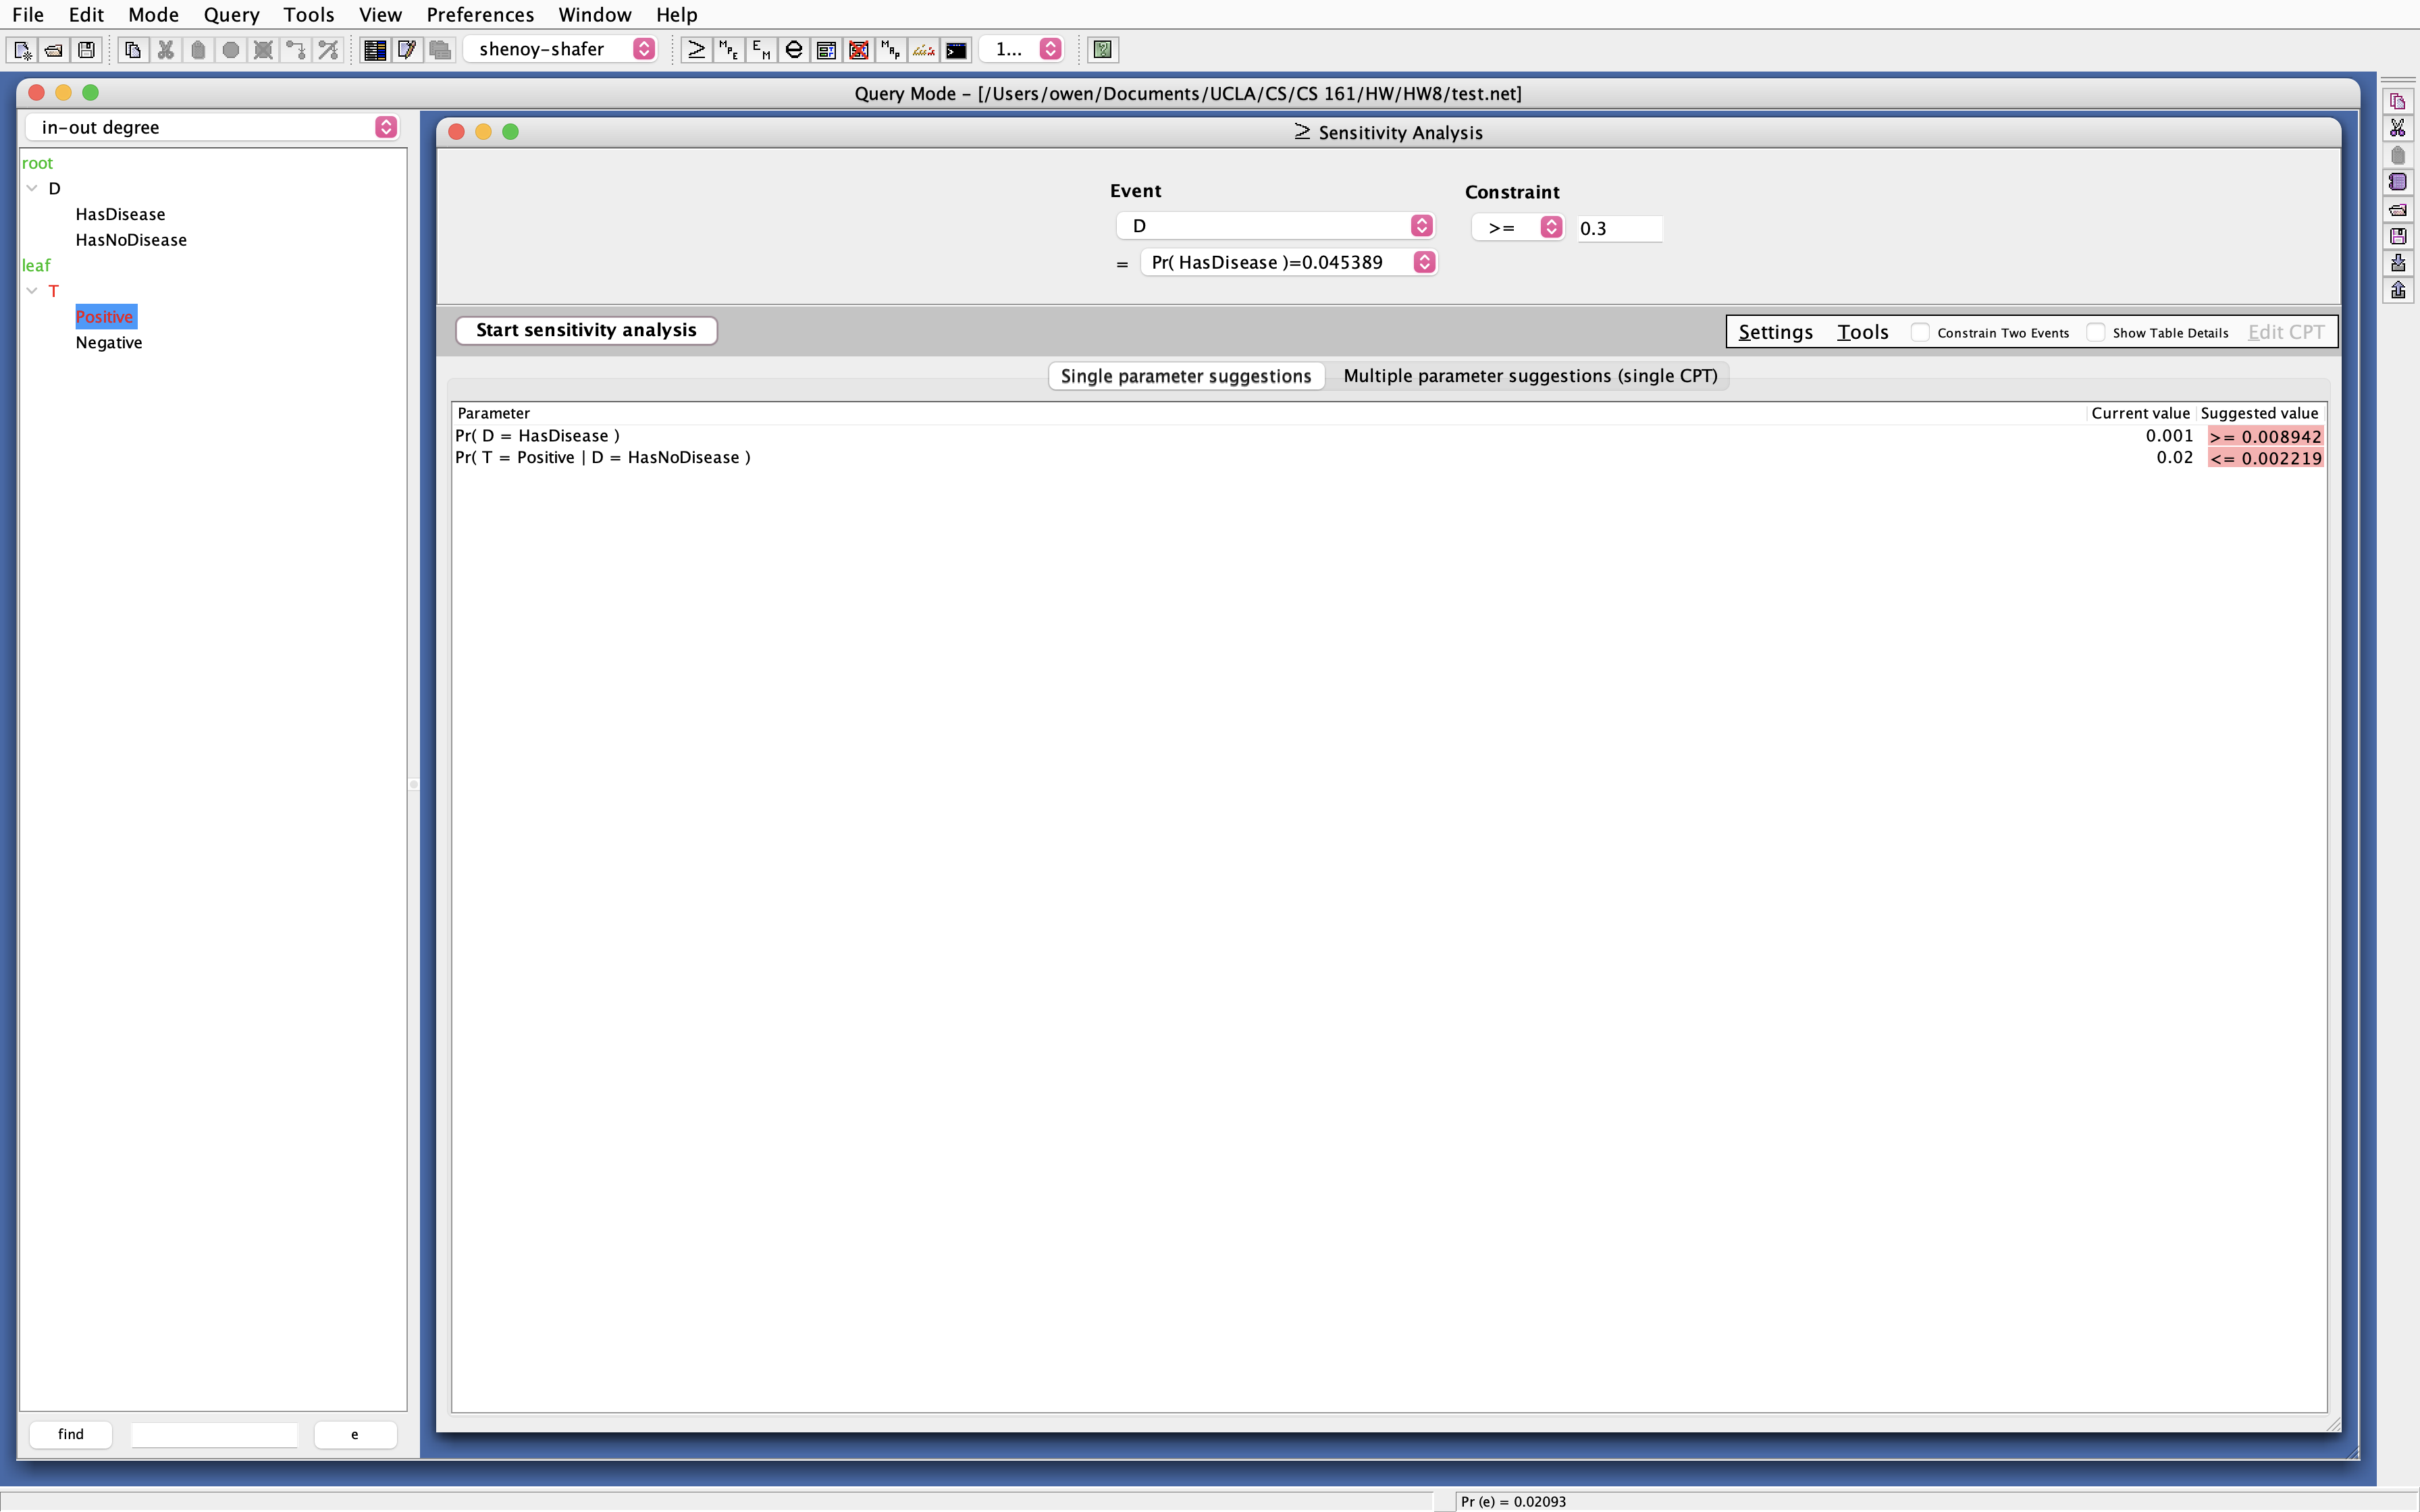 File Edit Mode Query Tools View Preferences Window Help
shenoy-shafer
MPE
EM
MAP
1...
Query Mode – [/Users/owen/Documents/UCLA/CS/CS 161/HW/HW8/test.net]
in-out degree
root
D
HasDisease
HasNoDisease
leaf
T
Positive
Negative
find
e
≥ Sensitivity Analysis
Event Constraint
D >= 0.3
= Pr( HasDisease )=0.045389
Start sensitivity analysis
Settings Tools Constrain Two Events Show Table Details Edit CPT
Single parameter suggestions Multiple parameter suggestions (single CPT)
Parameter Current value Suggested value
Pr( D = HasDisease ) 0.001 >= 0.008942
Pr( T = Positive | D = HasNoDisease ) 0.02 <= 0.002219
Pr (e) = 0.02093